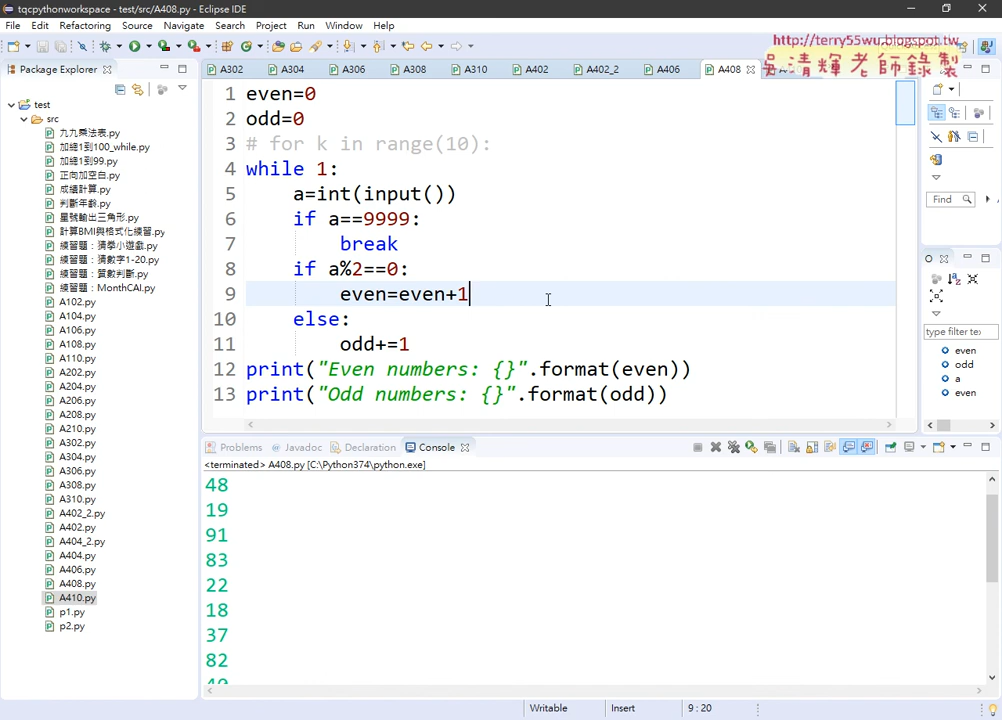 tqcpythonworkspace - test/src/A408.py - Eclipse IDE
File Edit Refactoring Source Navigate Search Project Run Window Help
http://terry55wu.blogspot.tw
吳清輝老師錄製
Package Explorer
A302 A304 A306 A308 A310 A402 A402_2 A406 A408
test
src
九九乘法表.py
加總1到100_while.py
加總1到99.py
正向加空白.py
成績計算.py
判斷年齡.py
星號輸出三角形.py
計算BMI與格式化練習.py
練習題：猜拳小遊戲.py
練習題：猜數字1-20.py
練習題：質數判斷.py
練習題：MonthCAI.py
A102.py
A104.py
A106.py
A108.py
A110.py
A202.py
A204.py
A206.py
A208.py
A210.py
A302.py
A304.py
A306.py
A308.py
A310.py
A402_2.py
A402.py
A404_2.py
A404.py
A406.py
A408.py
A410.py
p1.py
p2.py
1 even=0
2 odd=0
3 # for k in range(10):
4 while 1:
5 a=int(input())
6 if a==9999:
7 break
8 if a%2==0:
9 even=even+1
10 else:
11 odd+=1
12 print("Even numbers: {}".format(even))
13 print("Odd numbers: {}".format(odd))
Find
type filter te
even
odd
a
even
Problems Javadoc Declaration Console
<terminated> A408.py [C:\Python374\python.exe]
48
19
91
83
22
18
37
82
Writable Insert 9 : 20